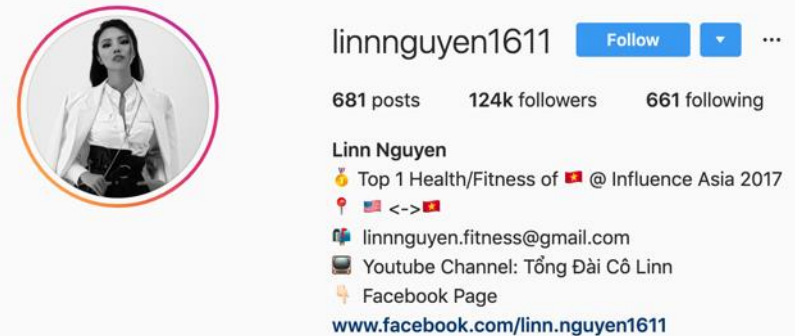 linnnguyen1611 Follow
681 posts 124k followers 661 following
Linn Nguyen
🥇 Top 1 Health/Fitness of 🇻🇳 @ Influence Asia 2017
📍 🇺🇸 <->🇻🇳
📬 linnnguyen.fitness@gmail.com
📺 Youtube Channel: Tổng Đài Cô Linn
👇🏻 Facebook Page
www.facebook.com/linn.nguyen1611